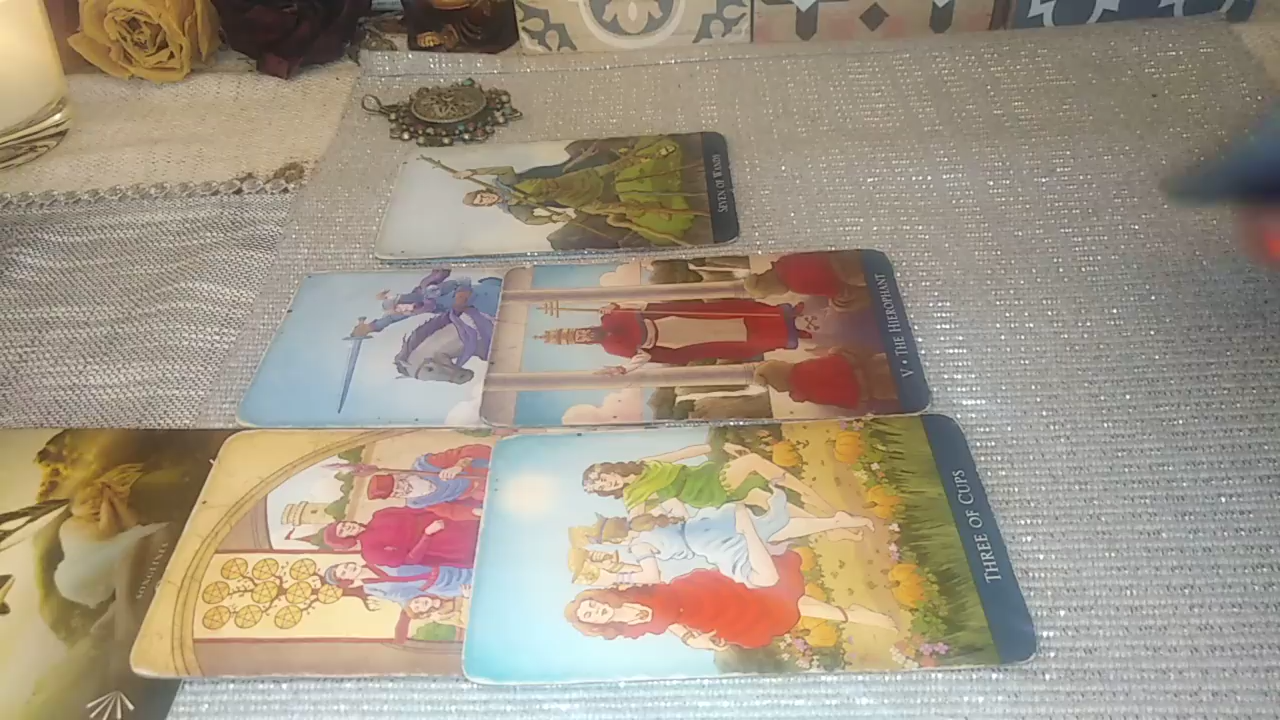 SEVEN OF WANDS
V • THE HIEROPHANT
THREE OF CUPS